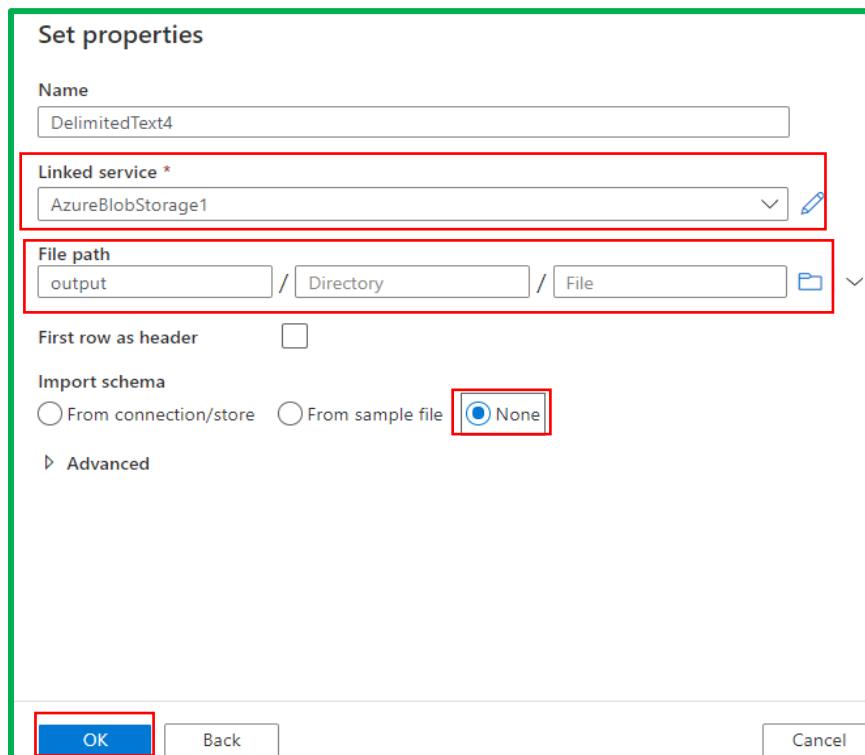 Set properties
Name
DelimitedText4
Linked service *
AzureBlobStorage1
File path
output / Directory / File
First row as header
Import schema
From connection/store From sample file None
Advanced
OK Back Cancel